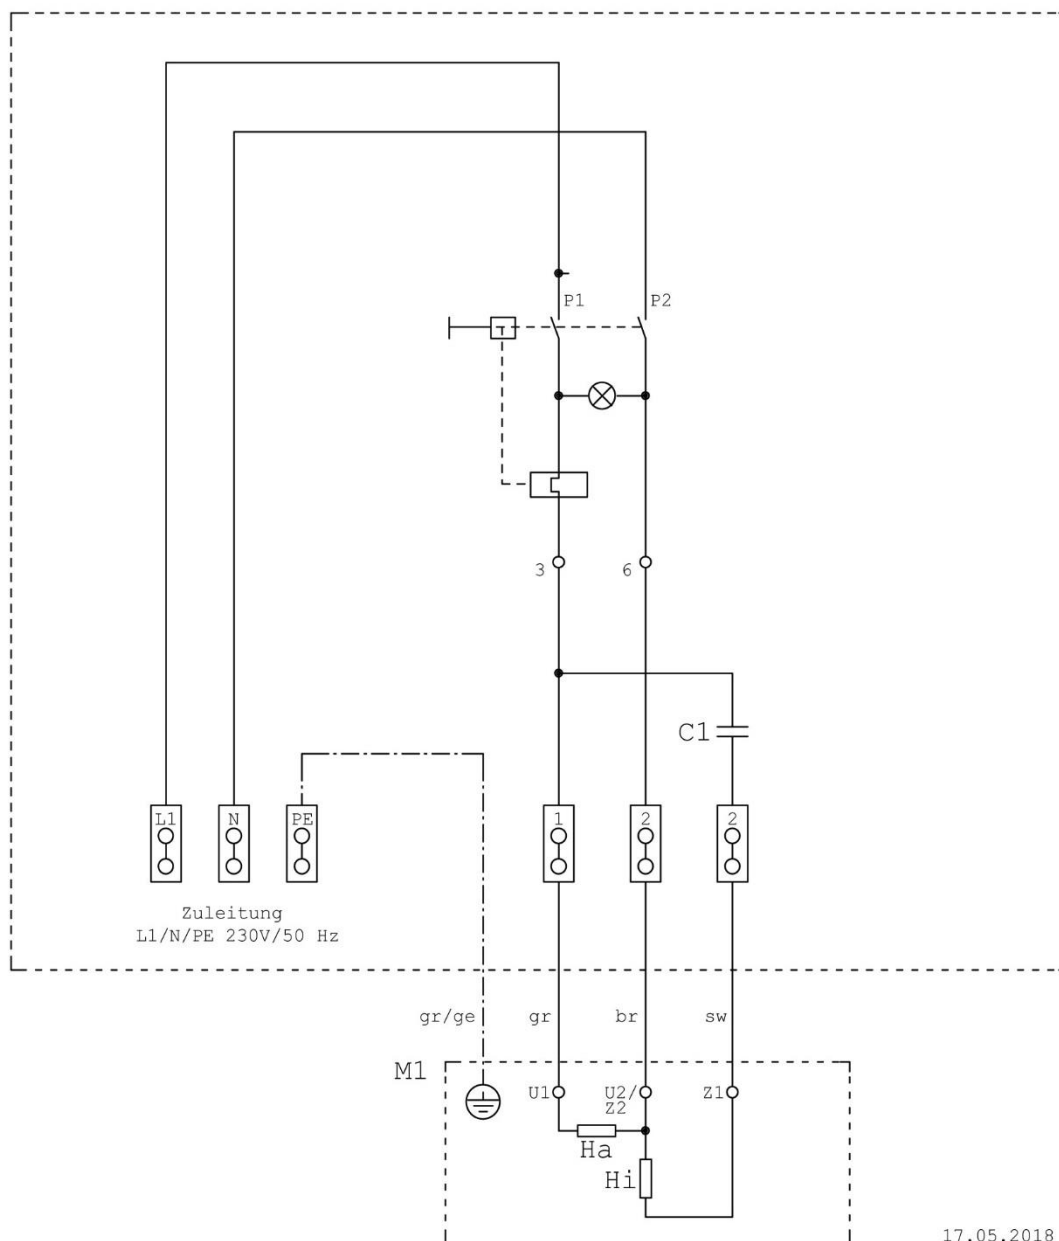 P1
P2
3
6
C1
L1
N
PE
1
2
2
Zuleitung
L1/N/PE 230V/50 Hz
gr/ge
gr
br
sw
M1
U1
U2/
Z2
Z1
Ha
Hi
17.05.2018